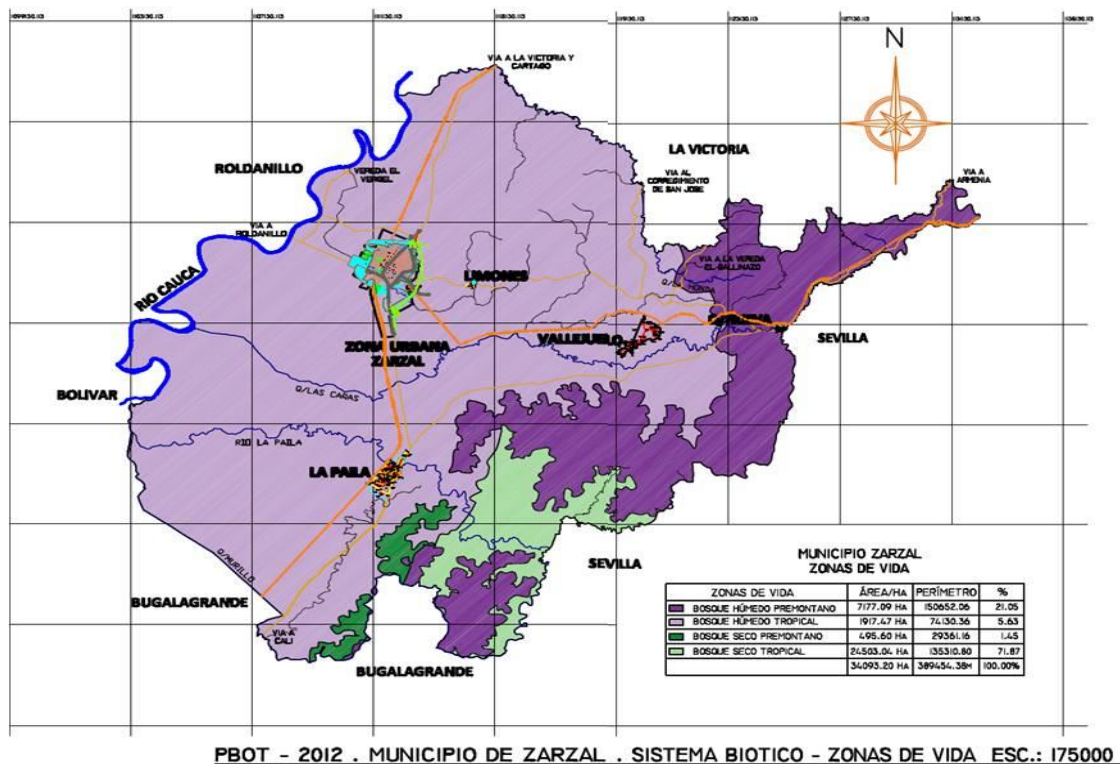 N
VIA A LA VICTORIA Y
CARTAGO
LA VICTORIA
ROLDANILLO
VEREDA EL
VERGEL
VIA AL
CORREGIMIENTO
DE SAN JOSE
VIA A
ARMENIA
VIA A
ROLDANILLO
VIA A LA VEREDA
EL GALLINAZO
LIMONES
RIO CAUCA
ZONA URBANA
ZARZAL
VALLEJUELO
SEVILLA
BOLIVAR
Q/LAS CAÑAS
RIO LA PAILA
LA PAILA
Q/MURILLO
SEVILLA
BUGALAGRANDE
VIA A
CALI
BUGALAGRANDE
MUNICIPIO ZARZAL
ZONAS DE VIDA
ZONAS DE VIDA ÁREA/HA PERÍMETRO %
BOSQUE HÚMEDO PREMONTANO 7177.09 HA 150652.06 21.05
BOSQUE HÚMEDO TROPICAL 1917.47 HA 74130.36 5.63
BOSQUE SECO PREMONTANO 495.60 HA 29361.16 1.45
BOSQUE SECO TROPICAL 24503.04 HA 135310.80 71.87
34093.20 HA 389454.38M 100.00%
PBOT - 2012 . MUNICIPIO DE ZARZAL . SISTEMA BIOTICO - ZONAS DE VIDA ESC.: 175000